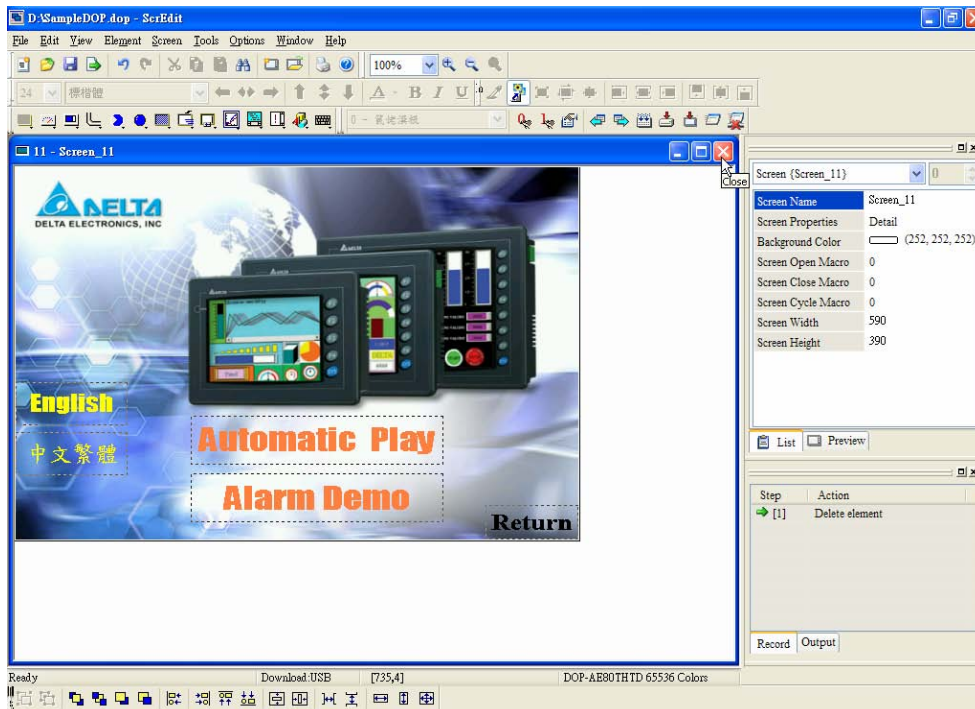 D:\SampleDOP.dop - ScrEdit
File Edit View Element Screen Tools Options Window Help
100%
24 標楷體 A B I U
11 - Screen_11
Close
DELTA
DELTA ELECTRONICS, INC
English
中文繁體
Automatic Play
Alarm Demo
Return
Screen {Screen_11} 0
Screen Name Screen_11
Screen Properties Detail
Background Color (252, 252, 252)
Screen Open Macro 0
Screen Close Macro 0
Screen Cycle Macro 0
Screen Width 590
Screen Height 390
List Preview
Step Action
[1] Delete element
Record Output
Ready Download:USB [735,4] DOP-AE80THTD 65536 Colors